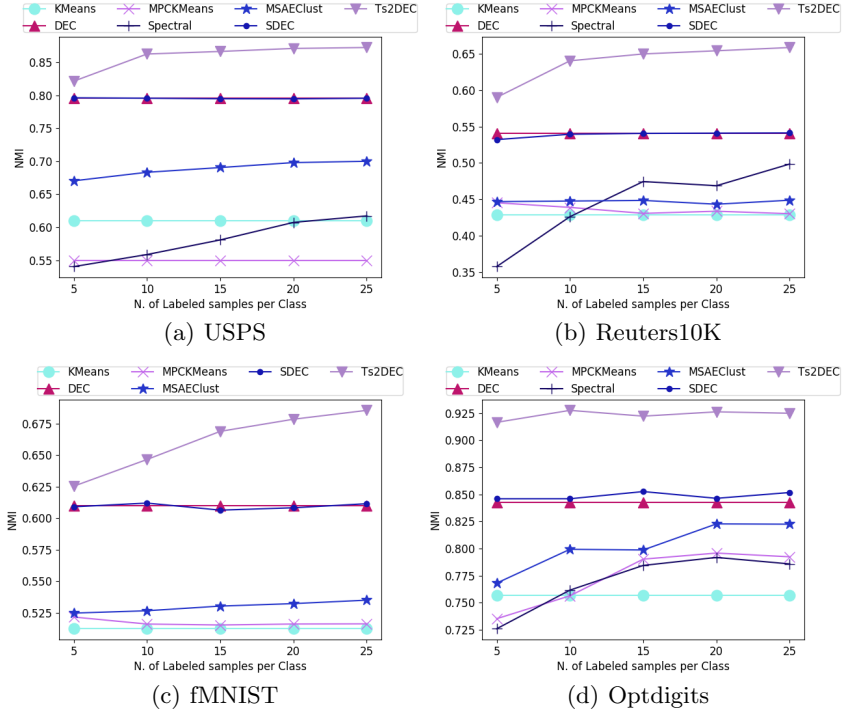 KMeans MPCKMeans MSAEClust Ts2DEC
DEC Spectral SDEC
NMI
0.85
0.80
0.75
0.70
0.65
0.60
0.55
5 10 15 20 25
N. of Labeled samples per Class
(a) USPS
KMeans MPCKMeans MSAEClust Ts2DEC
DEC Spectral SDEC
NMI
0.65
0.60
0.55
0.50
0.45
0.40
0.35
5 10 15 20 25
N. of Labeled samples per Class
(b) Reuters10K
KMeans MPCKMeans SDEC Ts2DEC
DEC MSAEClust
NMI
0.675
0.650
0.625
0.600
0.575
0.550
0.525
5 10 15 20 25
N. of Labeled samples per Class
(c) fMNIST
KMeans MPCKMeans MSAEClust Ts2DEC
DEC Spectral SDEC
NMI
0.925
0.900
0.875
0.850
0.825
0.800
0.775
0.750
0.725
5 10 15 20 25
N. of Labeled samples per Class
(d) Optdigits